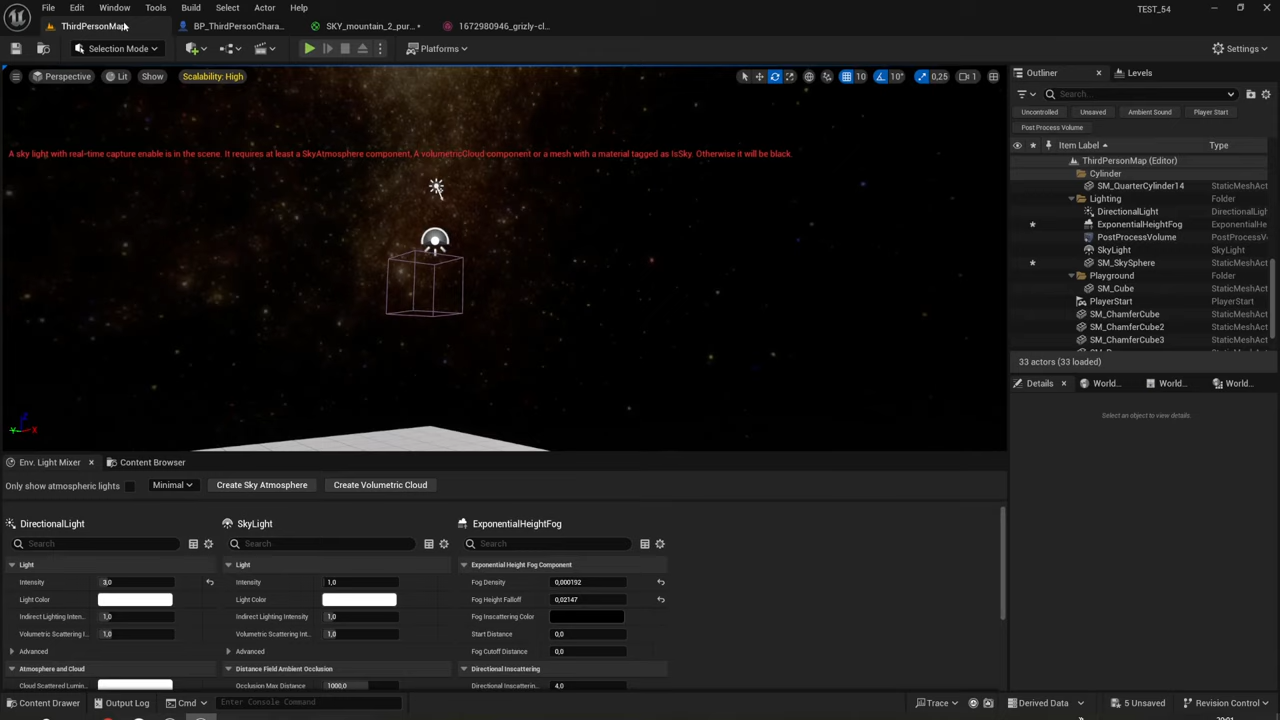 File Edit Window Tools Build Select Actor Help
TEST_54
ThirdPersonMap
BP_ThirdPersonChara...
SKY_mountain_2_pur...•
1672980946_grizly-cl...
Selection Mode
Platforms
Settings
Perspective
Lit
Show
Scalability: High
10
10°
0,25
1
A sky light with real-time capture enable is in the scene. It requires at least a SkyAtmosphere component, A volumetricCloud component or a mesh with a material tagged as IsSky. Otherwise it will be black
Outliner
Levels
Search...
Uncontrolled
Unsaved
Ambient Sound
Player Start
Post Process Volume
Item Label
Type
ThirdPersonMap (Editor)
Cylinder
SM_QuarterCylinder14 StaticMeshAct
Lighting Folder
DirectionalLight DirectionalLigh
ExponentialHeightFog ExponentialHei
PostProcessVolume PostProcessV
SkyLight SkyLight
SM_SkySphere StaticMeshAct
Playground Folder
SM_Cube StaticMeshAct
PlayerStart PlayerStart
SM_ChamferCube StaticMeshAct
SM_ChamferCube2 StaticMeshAct
SM_ChamferCube3 StaticMeshAct
33 actors (33 loaded)
Details
World...
World...
World...
Select an object to view details.
Z
Y
X
Env. Light Mixer
Content Browser
Only show atmospheric lights
Minimal
Create Sky Atmosphere
Create Volumetric Cloud
DirectionalLight
Search
Light
Intensity 3,0
Light Color
Indirect Lighting Inten... 1,0
Volumetric Scattering I... 1,0
Advanced
Atmosphere and Cloud
Cloud Scattered Lumin...
SkyLight
Search
Light
Intensity 1,0
Light Color
Indirect Lighting Intensity 1,0
Volumetric Scattering Int... 1,0
Advanced
Distance Field Ambient Occlusion
Occlusion Max Distance 1000,0
ExponentialHeightFog
Search
Exponential Height Fog Component
Fog Density 0,000192
Fog Height Falloff 0,02147
Fog Inscattering Color
Start Distance 0,0
Fog Cutoff Distance 0,0
Directional Inscattering
Directional Inscatterin... 4,0
Content Drawer
Output Log
Cmd
Enter Console Command
Trace
Derived Data
5 Unsaved
Revision Control